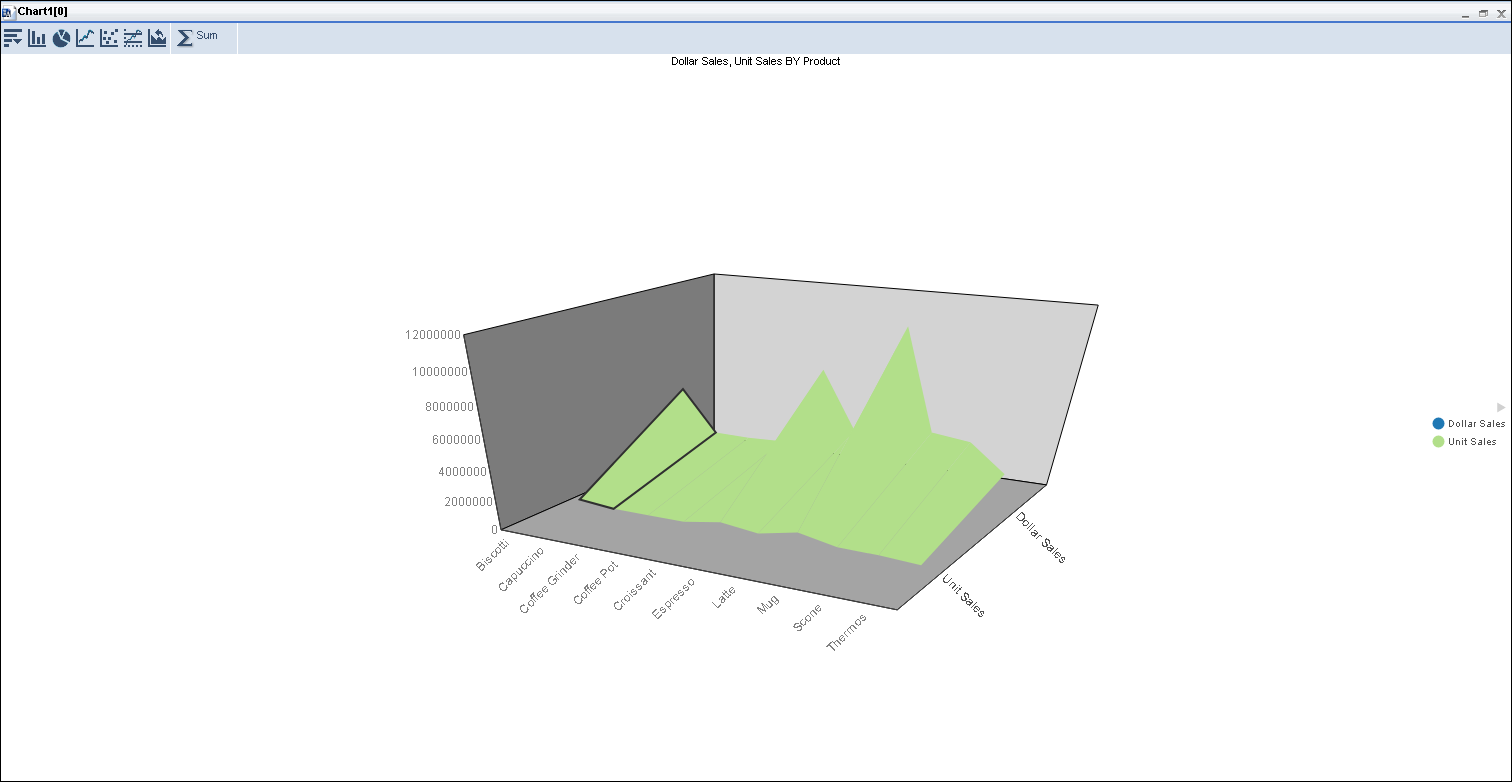 Chart1[0]
Sum
Dollar Sales, Unit Sales BY Product
12000000
10000000
8000000
6000000
4000000
2000000
0
Biscotti
Capuccino
Coffee Grinder
Coffee Pot
Croissant
Espresso
Latte
Mug
Scone
Thermos
Unit Sales
Dollar Sales
Dollar Sales
Unit Sales